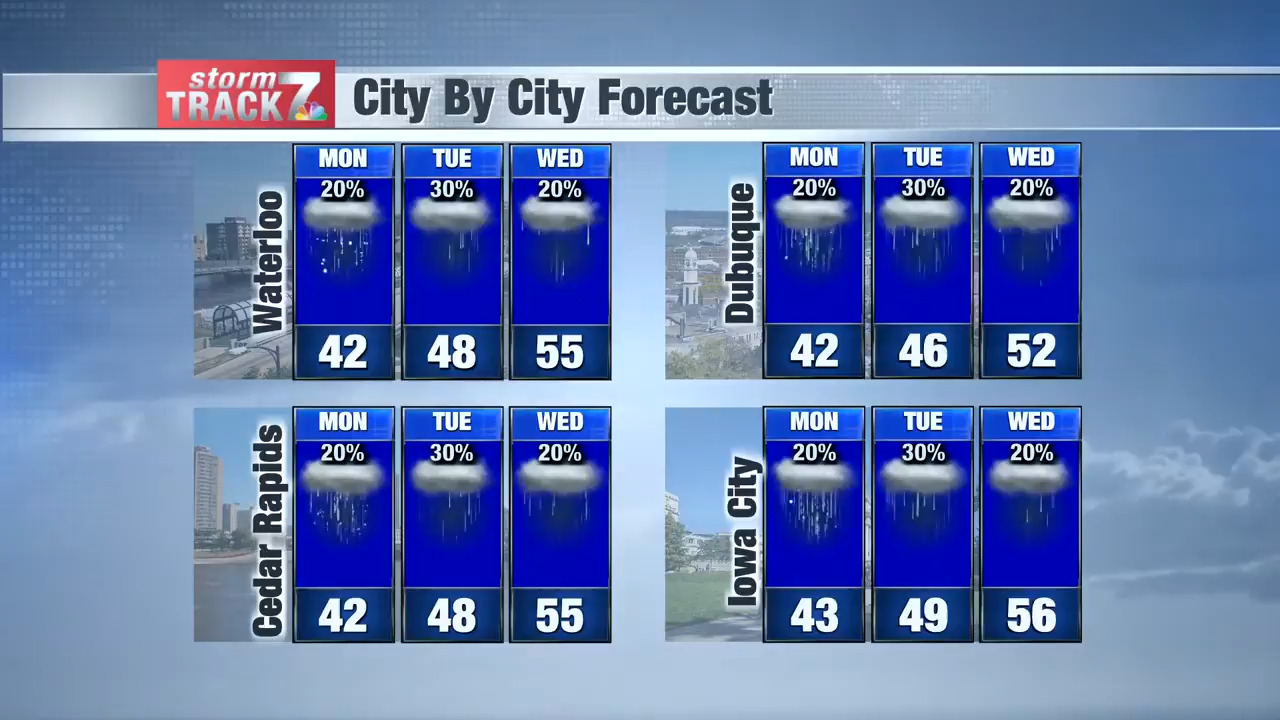 storm
TRACK 7
City By City Forecast
Waterloo
MON TUE WED
20% 30% 20%
42 48 55
Dubuque
MON TUE WED
20% 30% 20%
42 46 52
Cedar Rapids
MON TUE WED
20% 30% 20%
42 48 55
Iowa City
MON TUE WED
20% 30% 20%
43 49 56